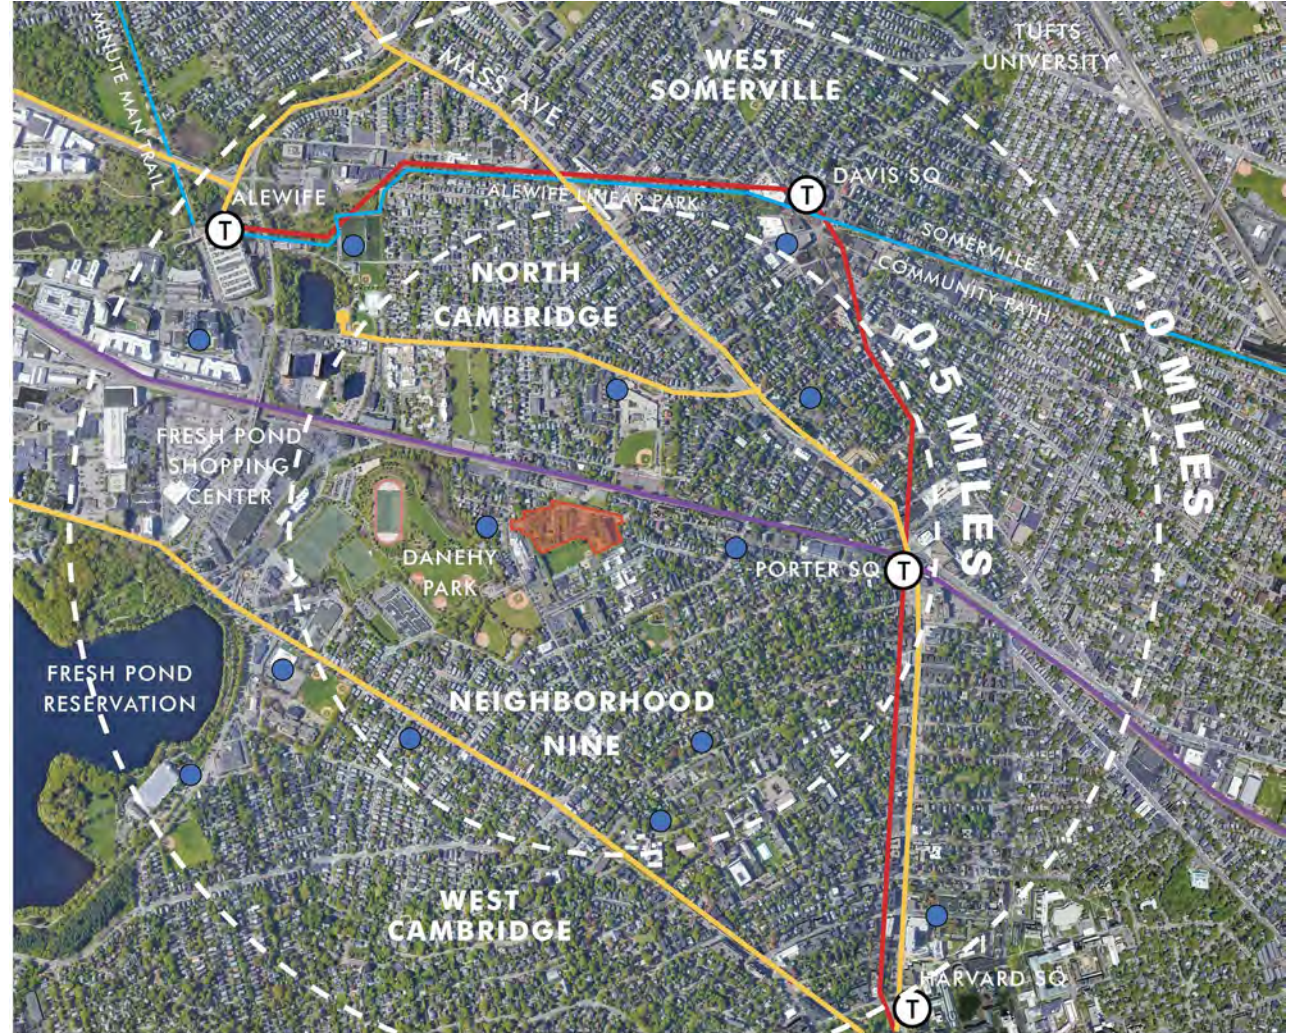 TUFTS
UNIVERSITY
WEST
SOMERVILLE
MASS AVE
MINUTE MAN TRAIL
ALEWIFE
T
ALEWIFE LINEAR PARK
DAVIS SQ
T
SOMERVILLE
COMMUNITY PATH
NORTH
CAMBRIDGE
0.5 MILES
1.0 MILES
FRESH POND
SHOPPING
CENTER
DANEHY
PARK
PORTER SQ
T
FRESH POND
RESERVATION
NEIGHBORHOOD
NINE
WEST
CAMBRIDGE
HARVARD SQ
T